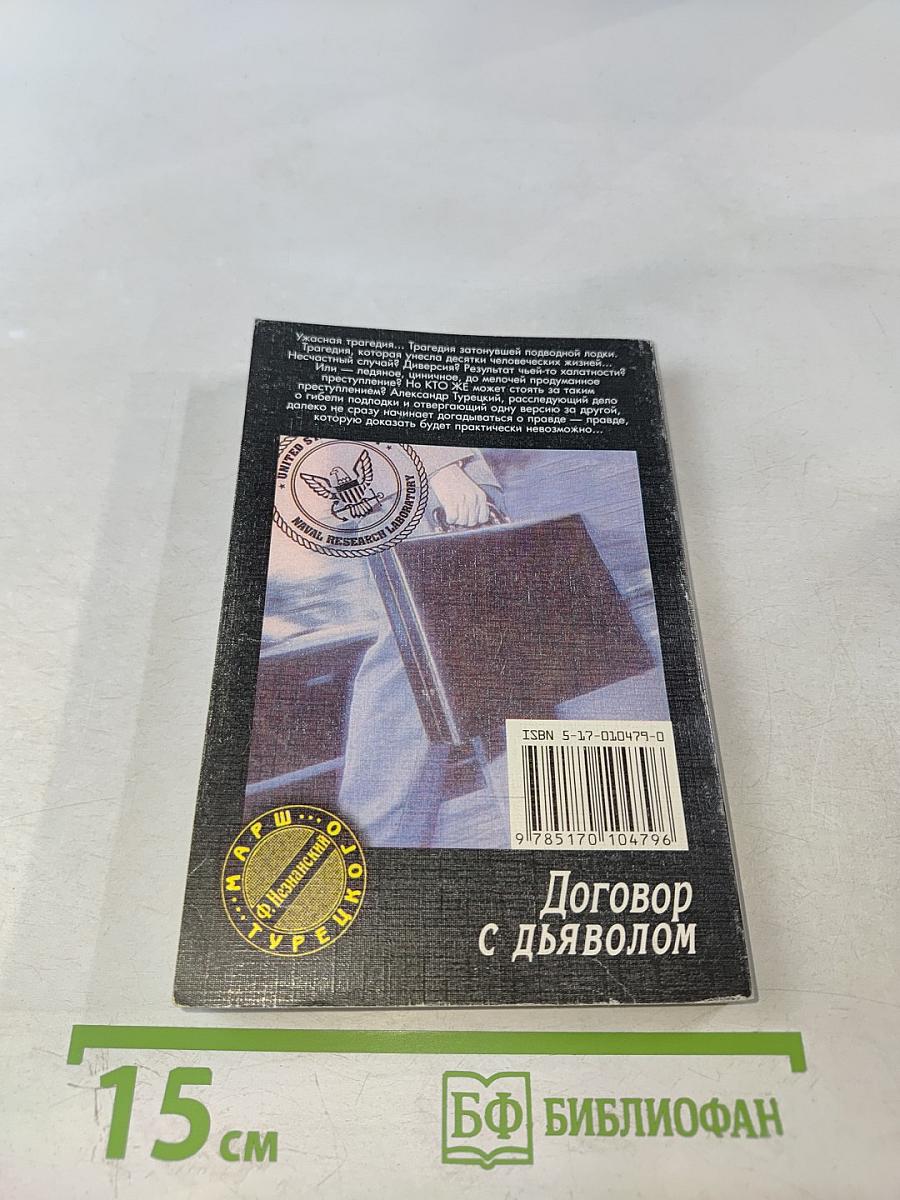 Ужасная трагедия... Трагедия затонувшей подводной лодки.
Трагедия, которая унесла десятки человеческих жизней...
Несчастный случай? Диверсия? Результат чьей-то халатности?
Или — ледяное, циничное, до мелочей продуманное
преступление? Но КТО ЖЕ может стоять за таким
преступлением? Александр Турецкий, расследующий дело
о гибели подлодки и отвергающий одну версию за другой,
далеко не сразу начинает догадываться о правде — правде,
которую доказать будет практически невозможно...
UNITED ST
NAVAL RESEARCH LABORATORY
ISBN 5-17-010479-0
9 785170 104796
МАРШ
Ф. Незнанский
ТУРЕЦКОГО
Договор
с дьяволом
15 см
БФ БИБЛИОФАН